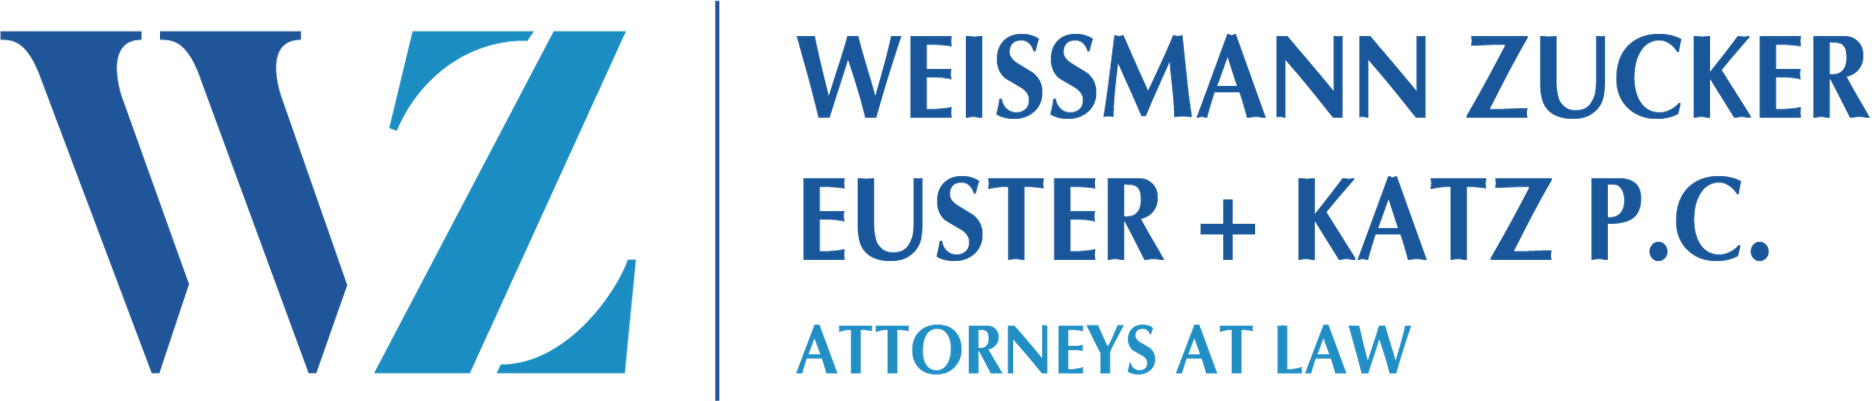 WZ
WEISSMANN ZUCKER
EUSTER + KATZ P.C.
ATTORNEYS AT LAW